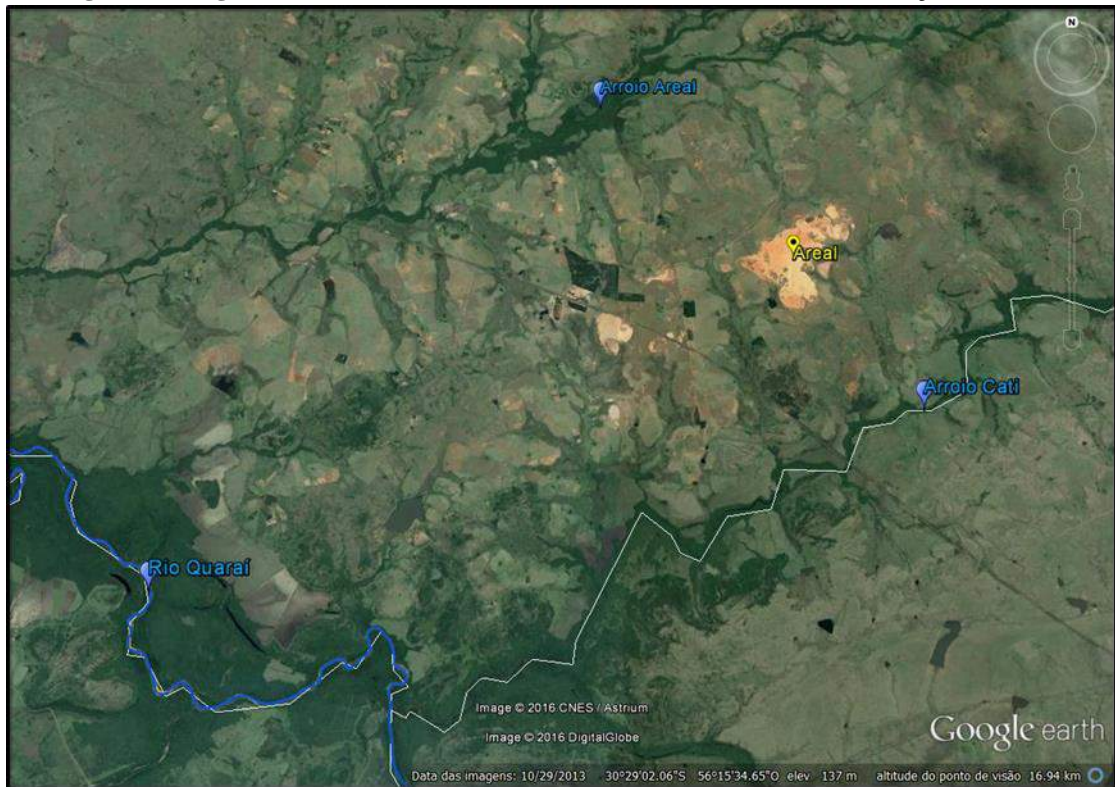 N
Arroio Areal
Areal
Arroio Cati
Rio Quaraí
Image © 2016 CNES / Astrium
Image © 2016 DigitalGlobe
Google earth
Data das imagens: 10/29/2013 30°29'02.06"S 56°15'34.65"O elev 137 m altitude do ponto de visão 16.94 km